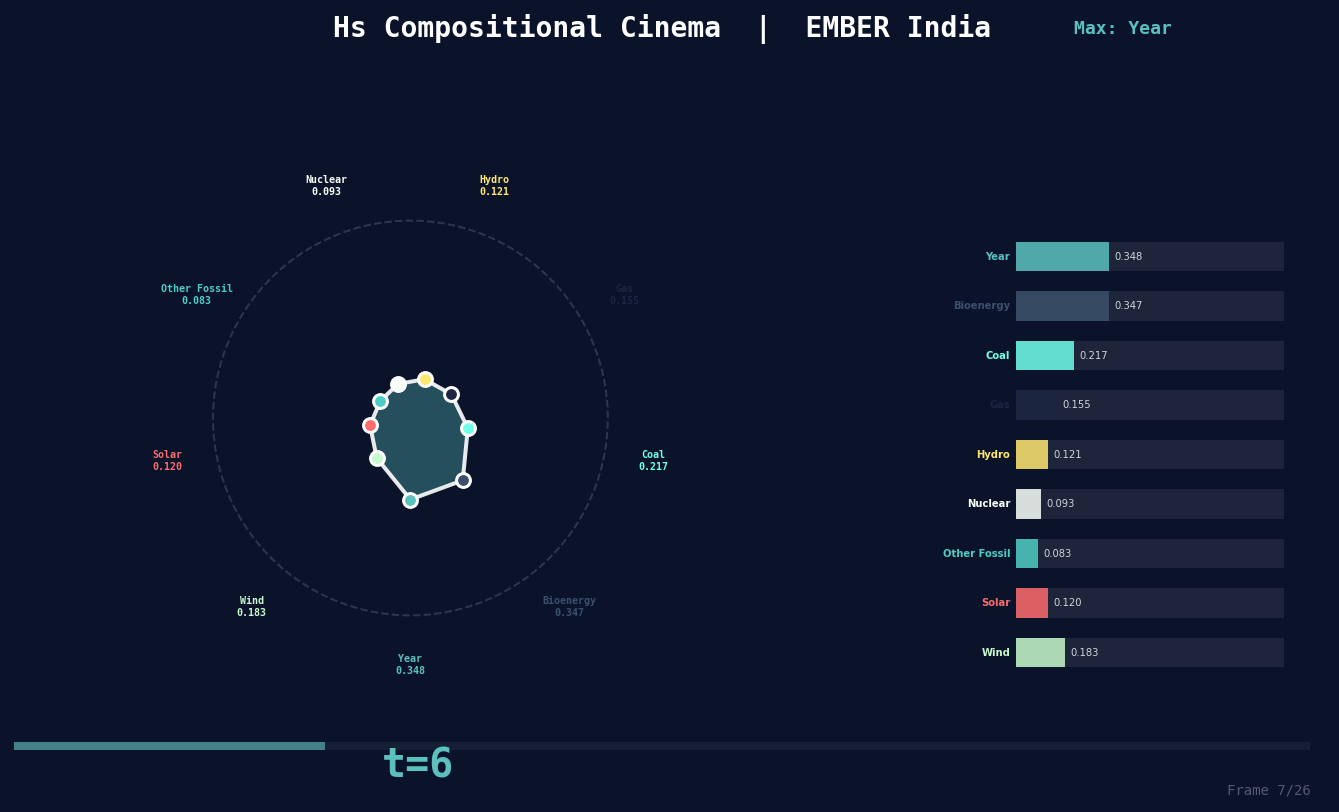 Hs Compositional Cinema | EMBER India
Max: Year
Nuclear
0.093
Hydro
0.121
Other Fossil
0.083
Gas
0.155
Solar
0.120
Coal
0.217
Wind
0.183
Bioenergy
0.347
Year
0.348
Year 0.348
Bioenergy 0.347
Coal 0.217
Gas 0.155
Hydro 0.121
Nuclear 0.093
Other Fossil 0.083
Solar 0.120
Wind 0.183
t=6
Frame 7/26